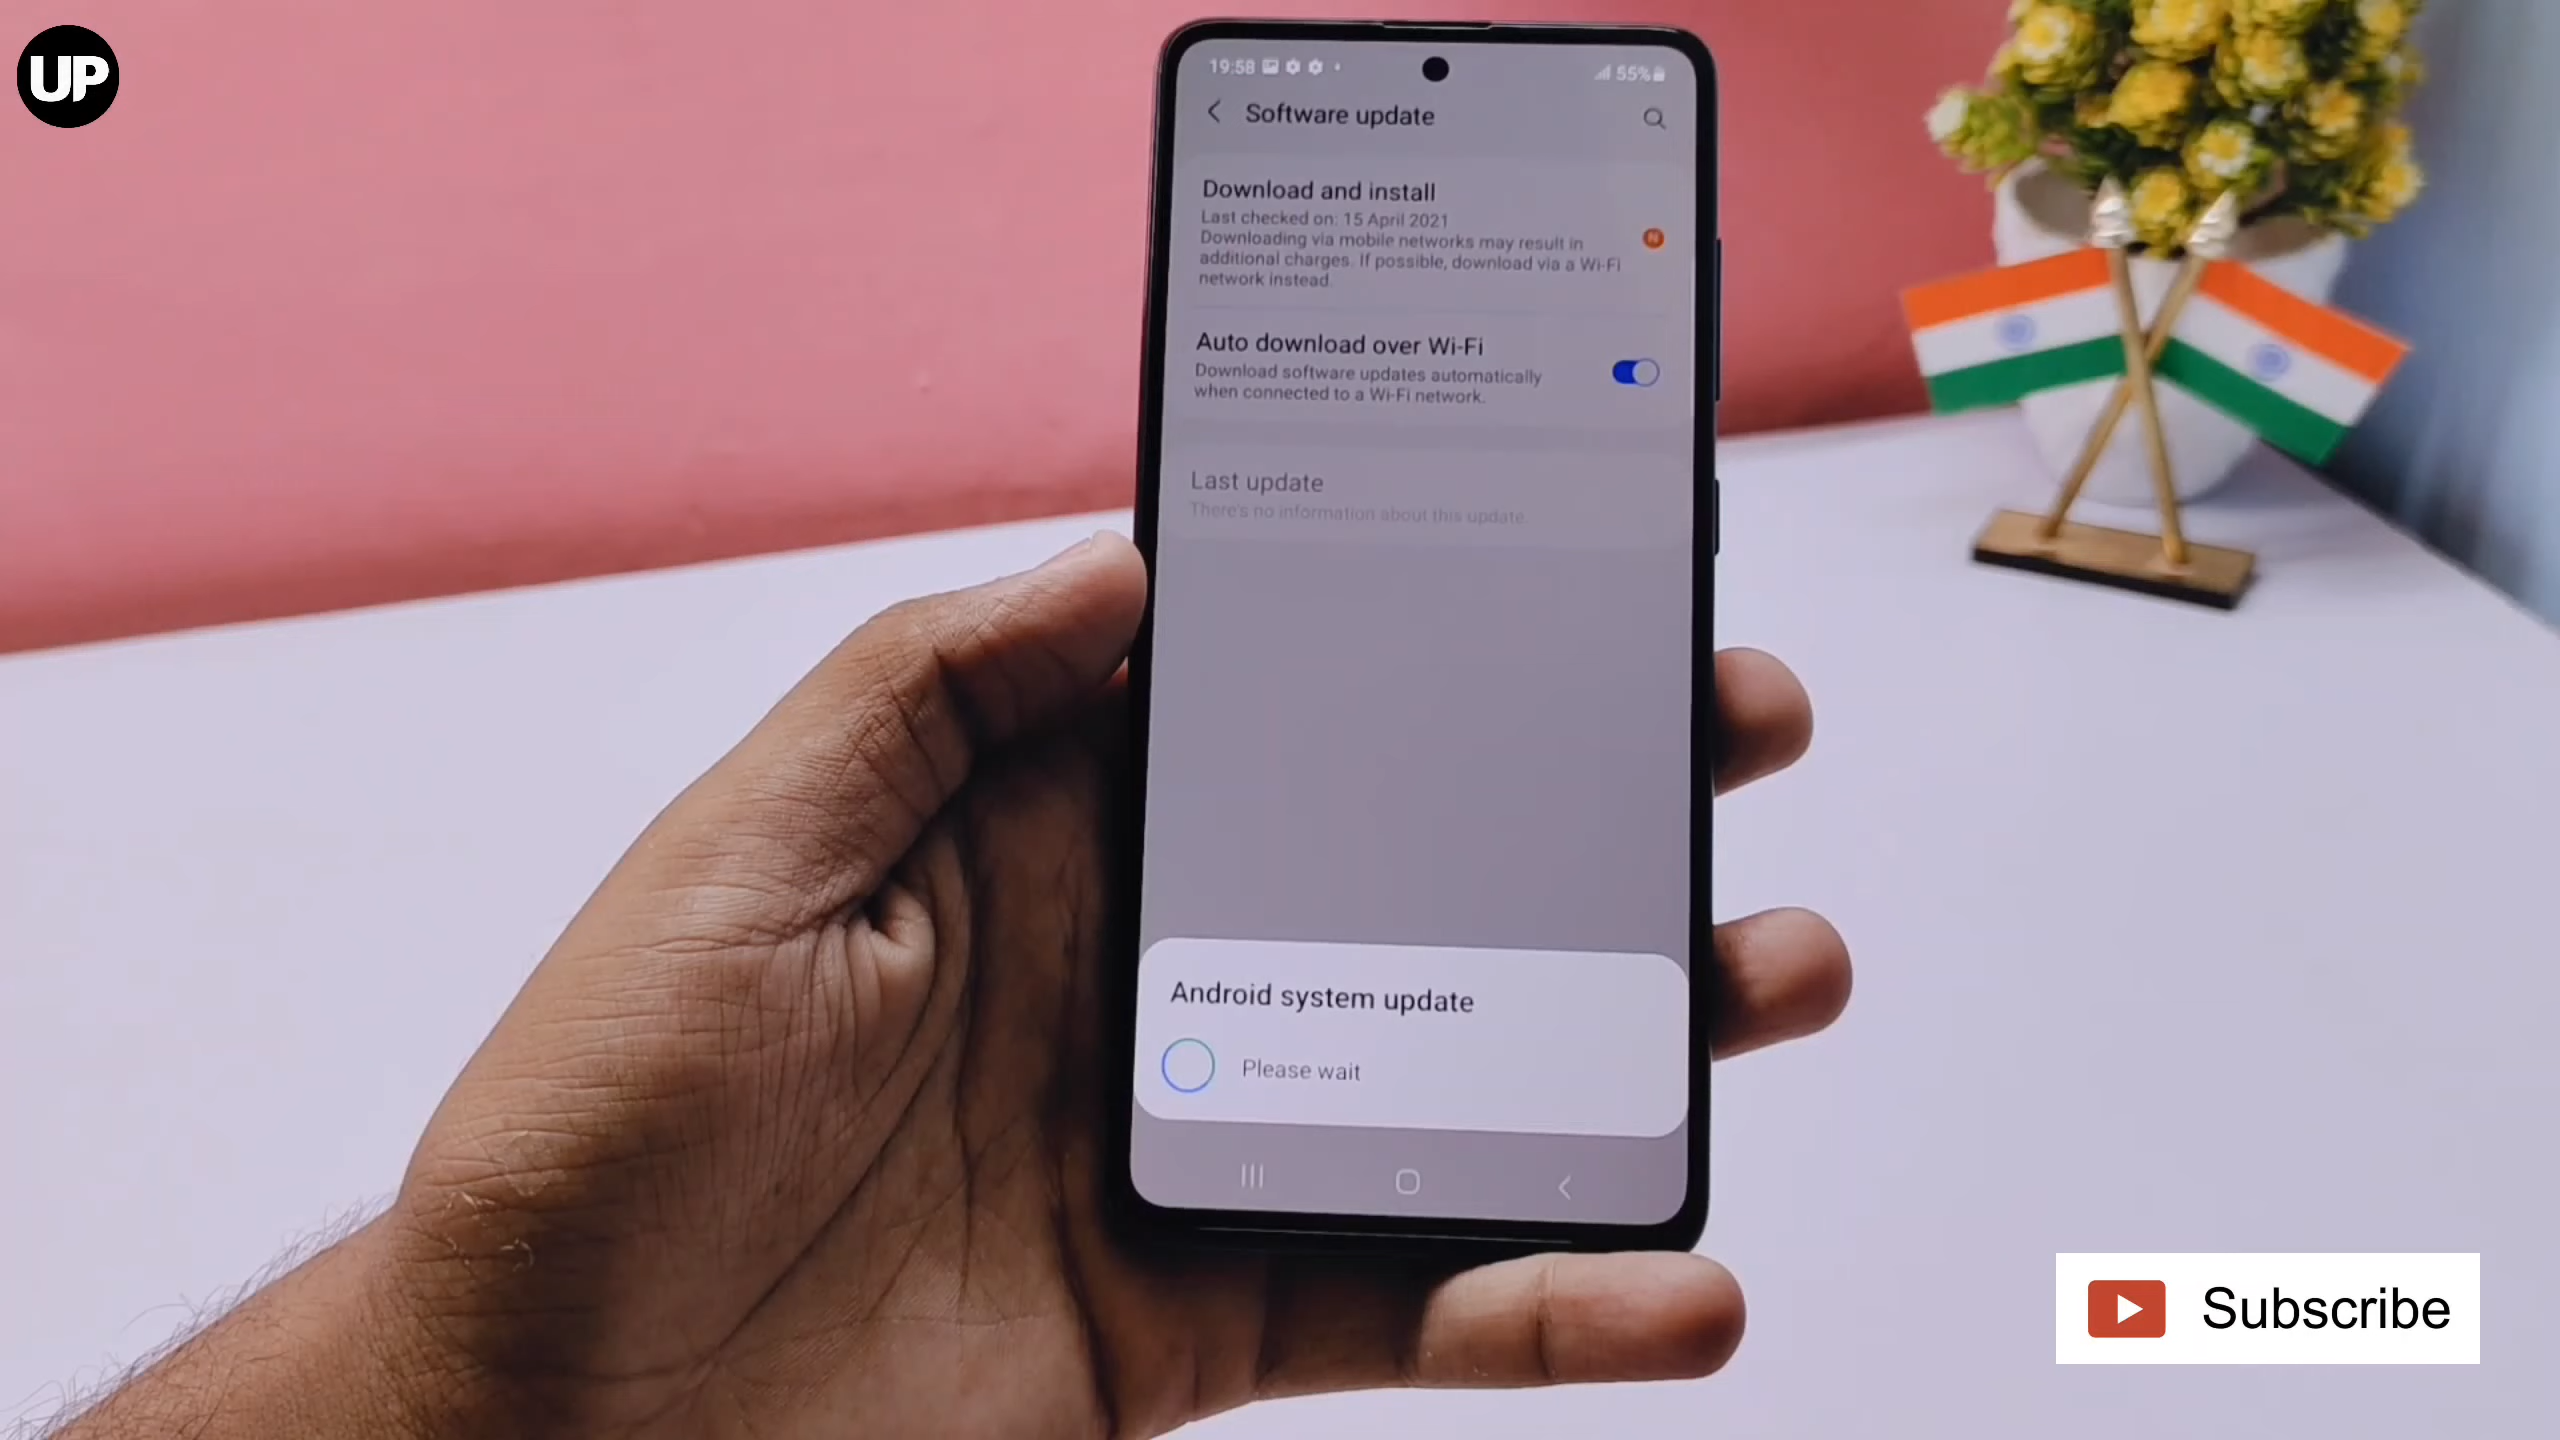 UP
19:58
55%
Software update
Download and install
Last checked on: 15 April 2021
Downloading via mobile networks may result in
additional charges. If possible, download via a Wi-Fi
network instead.
N
Auto download over Wi-Fi
Download software updates automatically
when connected to a Wi-Fi network.
Last update
There's no information about this update.
Android system update
Please wait
Subscribe